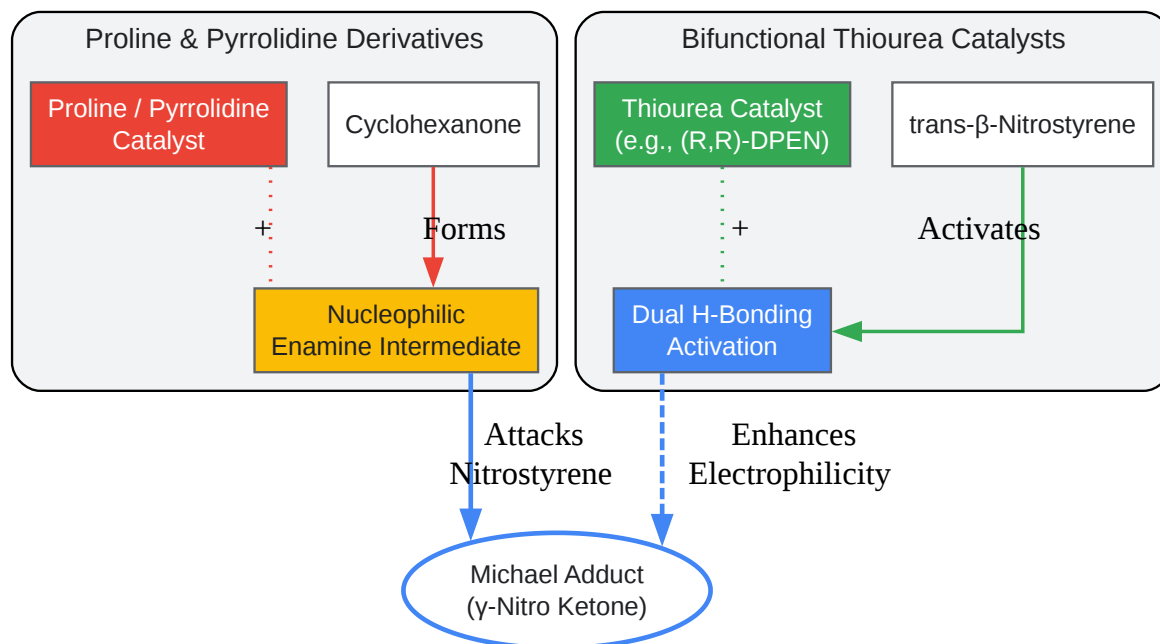 Proline & Pyrrolidine Derivatives
Bifunctional Thiourea Catalysts
Proline / Pyrrolidine
Catalyst
Cyclohexanone
Thiourea Catalyst
(e.g., (R,R)-DPEN)
trans-β-Nitrostyrene
+
Forms
+
Activates
Nucleophilic
Enamine Intermediate
Dual H-Bonding
Activation
Attacks
Nitrostyrene
Enhances
Electrophilicity
Michael Adduct
(γ-Nitro Ketone)